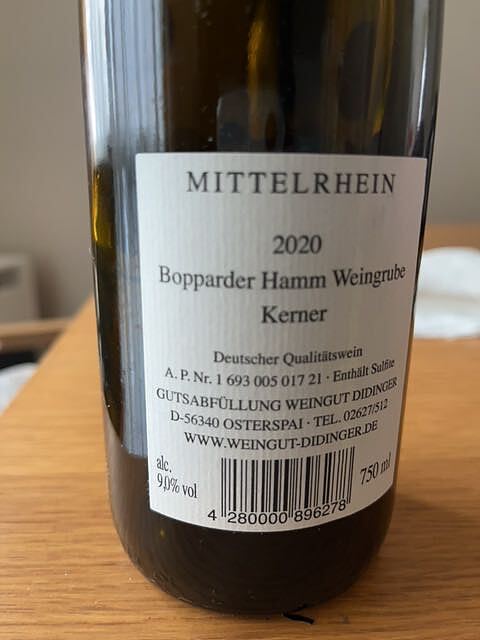 MITTELRHEIN
2020
Bopparder Hamm Weingrube
Kerner
Deutscher Qualitätswein
A. P. Nr. 1 693 005 017 21 · Enthält Sulfite
GUTSABFÜLLUNG WEINGUT DIDINGER
D-56340 OSTERSPAI · TEL. 02627/512
WWW.WEINGUT-DIDINGER.DE
alc.
9,0% vol
750 ml
4 280000 896278